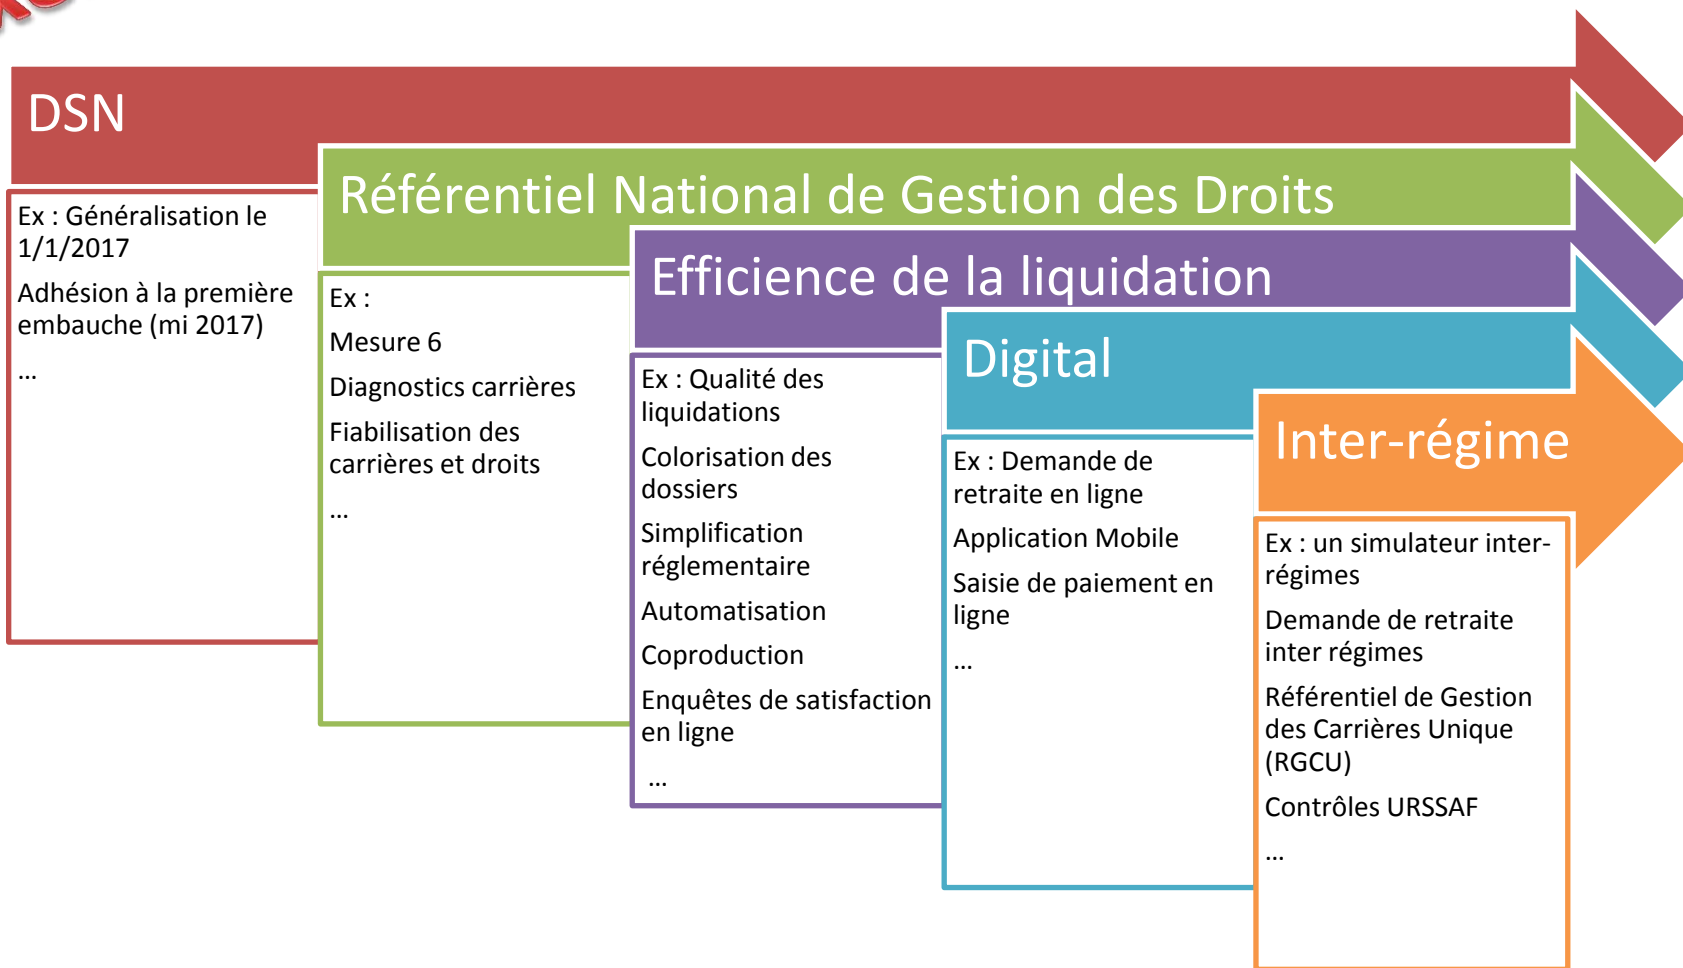 DSN
Ex : Généralisation le
1/1/2017
Adhésion à la première
embauche (mi 2017)
...
Référentiel National de Gestion des Droits
Ex :
Mesure 6
Diagnostics carrières
Fiabilisation des
carrières et droits
...
Efficience de la liquidation
Ex : Qualité des
liquidations
Colorisation des
dossiers
Simplification
réglementaire
Automatisation
Coproduction
Enquêtes de satisfaction
en ligne
...
Digital
Ex : Demande de
retraite en ligne
Application Mobile
Saisie de paiement en
ligne
...
Inter-régime
Ex : un simulateur inter-
régimes
Demande de retraite
inter régimes
Référentiel de Gestion
des Carrières Unique
(RGCU)
Contrôles URSSAF
...